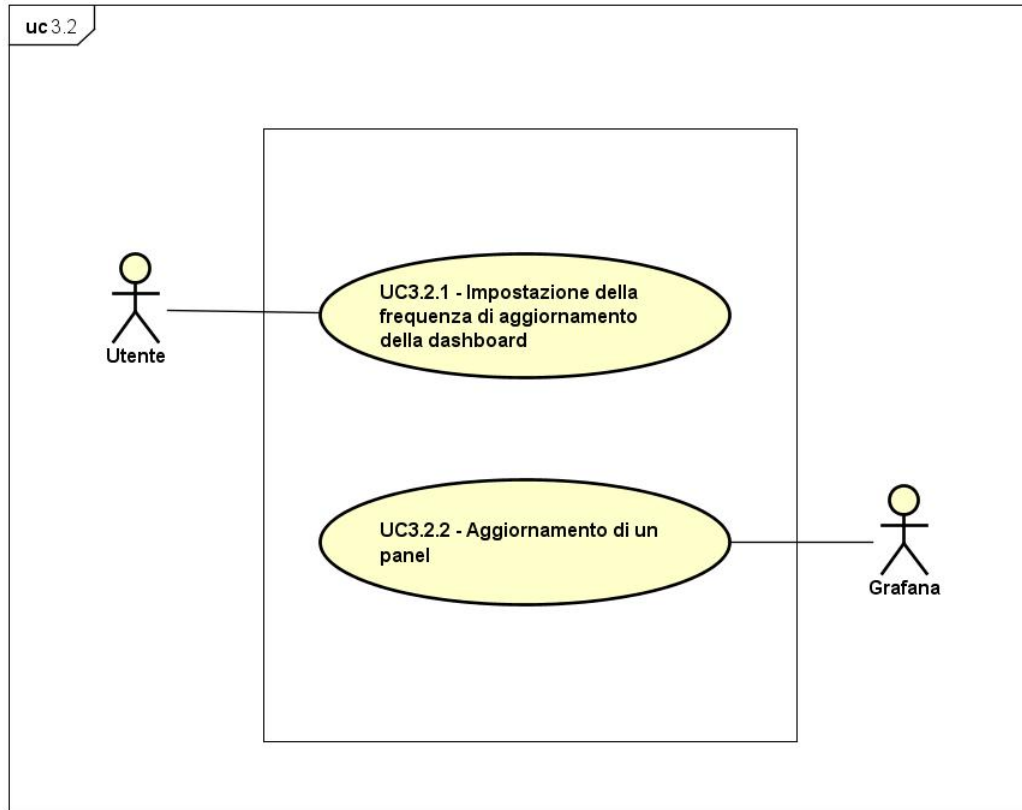 uc 3.2
UC3.2.1 - Impostazione della
frequenza di aggiornamento
della dashboard
Utente
UC3.2.2 - Aggiornamento di un
panel
Grafana